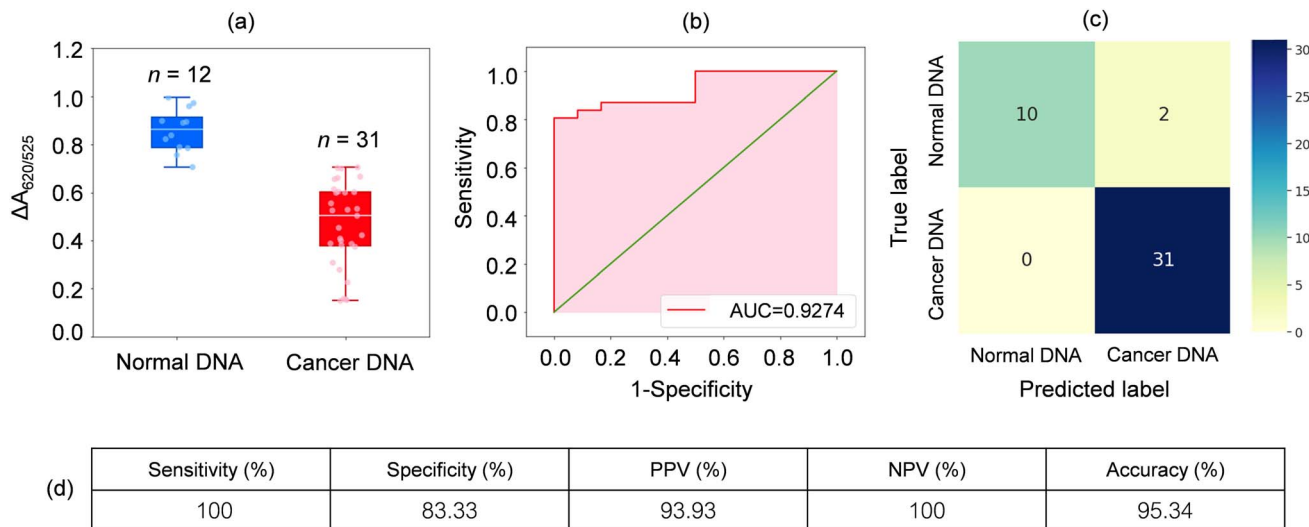 (a)
1.2
1.0
0.8
0.6
0.4
0.2
0.0
ΔA620/525
n = 12
n = 31
Normal DNA
Cancer DNA
(b)
1.0
0.8
0.6
0.4
0.2
0.0
Sensitivity
AUC=0.9274
0.0 0.2 0.4 0.6 0.8 1.0
1-Specificity
(c)
True label
Normal DNA
Cancer DNA
10 2
0 31
Normal DNA Cancer DNA
Predicted label
30
25
20
15
10
5
0
(d)
Sensitivity (%) Specificity (%) PPV (%) NPV (%) Accuracy (%)
100 83.33 93.93 100 95.34